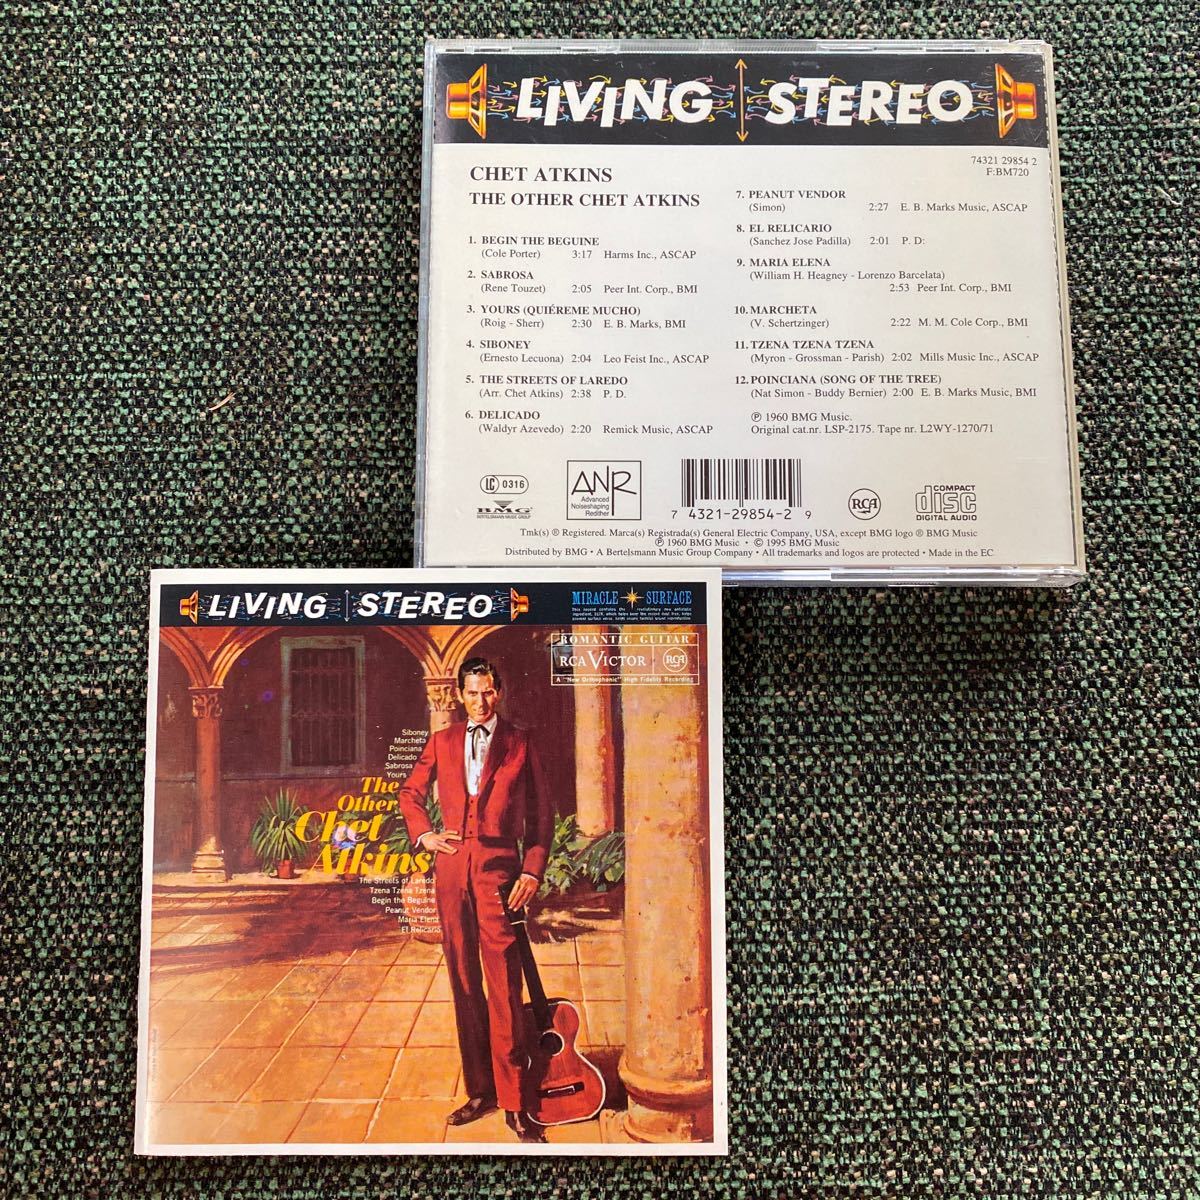 LIVING STEREO
CHET ATKINS
THE OTHER CHET ATKINS
74321 29854 2
F:BM720
1. BEGIN THE BEGUINE
(Cole Porter) 3:17 Harms Inc., ASCAP
2. SABROSA
(Rene Touzet) 2:05 Peer Int. Corp., BMI
3. YOURS (QUIÉREME MUCHO)
(Roig - Sherr) 2:30 E. B. Marks, BMI
4. SIBONEY
(Ernesto Lecuona) 2:04 Leo Feist Inc., ASCAP
5. THE STREETS OF LAREDO
(Arr. Chet Atkins) 2:38 P. D.
6. DELICADO
(Waldyr Azevedo) 2:20 Remick Music, ASCAP
7. PEANUT VENDOR
(Simon) 2:27 E. B. Marks Music, ASCAP
8. EL RELICARIO
(Sanchez Jose Padilla) 2:01 P. D:
9. MARIA ELENA
(William H. Heagney - Lorenzo Barcelata)
2:53 Peer Int. Corp., BMI
10. MARCHETA
(V. Schertzinger) 2:22 M. M. Cole Corp., BMI
11. TZENA TZENA TZENA
(Myron - Grossman - Parish) 2:02 Mills Music Inc., ASCAP
12. POINCIANA (SONG OF THE TREE)
(Nat Simon - Buddy Bernier) 2:00 E. B. Marks Music, BMI
℗ 1960 BMG Music.
Original cat.nr. LSP-2175. Tape nr. L2WY-1270/71
LC 0316
BMG
BERTELSMANN MUSIC GROUP
ANR
Advanced
Noiseshaping
Redither
7 4321-29854-2 9
RCA
COMPACT
disc
DIGITAL AUDIO
Tmk(s) ® Registered. Marca(s) Registrada(s) General Electric Company, USA, except BMG logo ® BMG Music
℗ 1960 BMG Music • © 1995 BMG Music
Distributed by BMG • A Bertelsmann Music Group Company • All trademarks and logos are protected • Made in the EC
LIVING STEREO
MIRACLE SURFACE
ROMANTIC GUITAR
RCA VICTOR RCA
A "New Orthophonic" High Fidelity Recording
Siboney
Marcheta
Poinciana
Delicado
Sabrosa
Yours
The
Other
Chet
Atkins
The Streets of Laredo
Tzena Tzena Tzena
Begin the Beguine
Peanut Vendor
Maria Elena
El Relicario